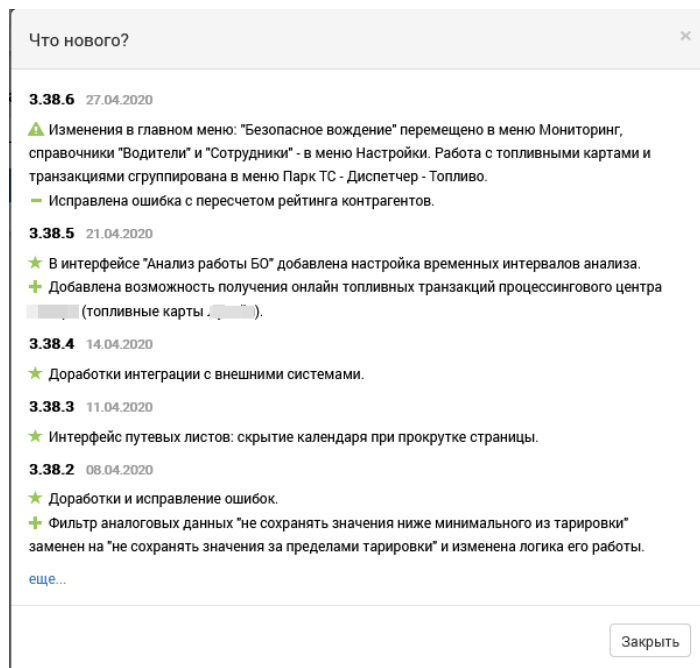 Что нового?
×
3.38.6 27.04.2020
Изменения в главном меню: "Безопасное вождение" перемещено в меню Мониторинг,
справочники "Водители" и "Сотрудники" - в меню Настройки. Работа с топливными картами и
транзакциями сгруппирована в меню Парк ТС - Диспетчер - Топливо.
Исправлена ошибка с пересчетом рейтинга контрагентов.
3.38.5 21.04.2020
В интерфейсе "Анализ работы БО" добавлена настройка временных интервалов анализа.
Добавлена возможность получения онлайн топливных транзакций процессингового центра
(топливные карты ).
3.38.4 14.04.2020
Доработки интеграции с внешними системами.
3.38.3 11.04.2020
Интерфейс путевых листов: скрытие календаря при прокрутке страницы.
3.38.2 08.04.2020
Доработки и исправление ошибок.
Фильтр аналоговых данных "не сохранять значения ниже минимального из тарировки"
заменен на "не сохранять значения за пределами тарировки" и изменена логика его работы.
еще...
Закрыть